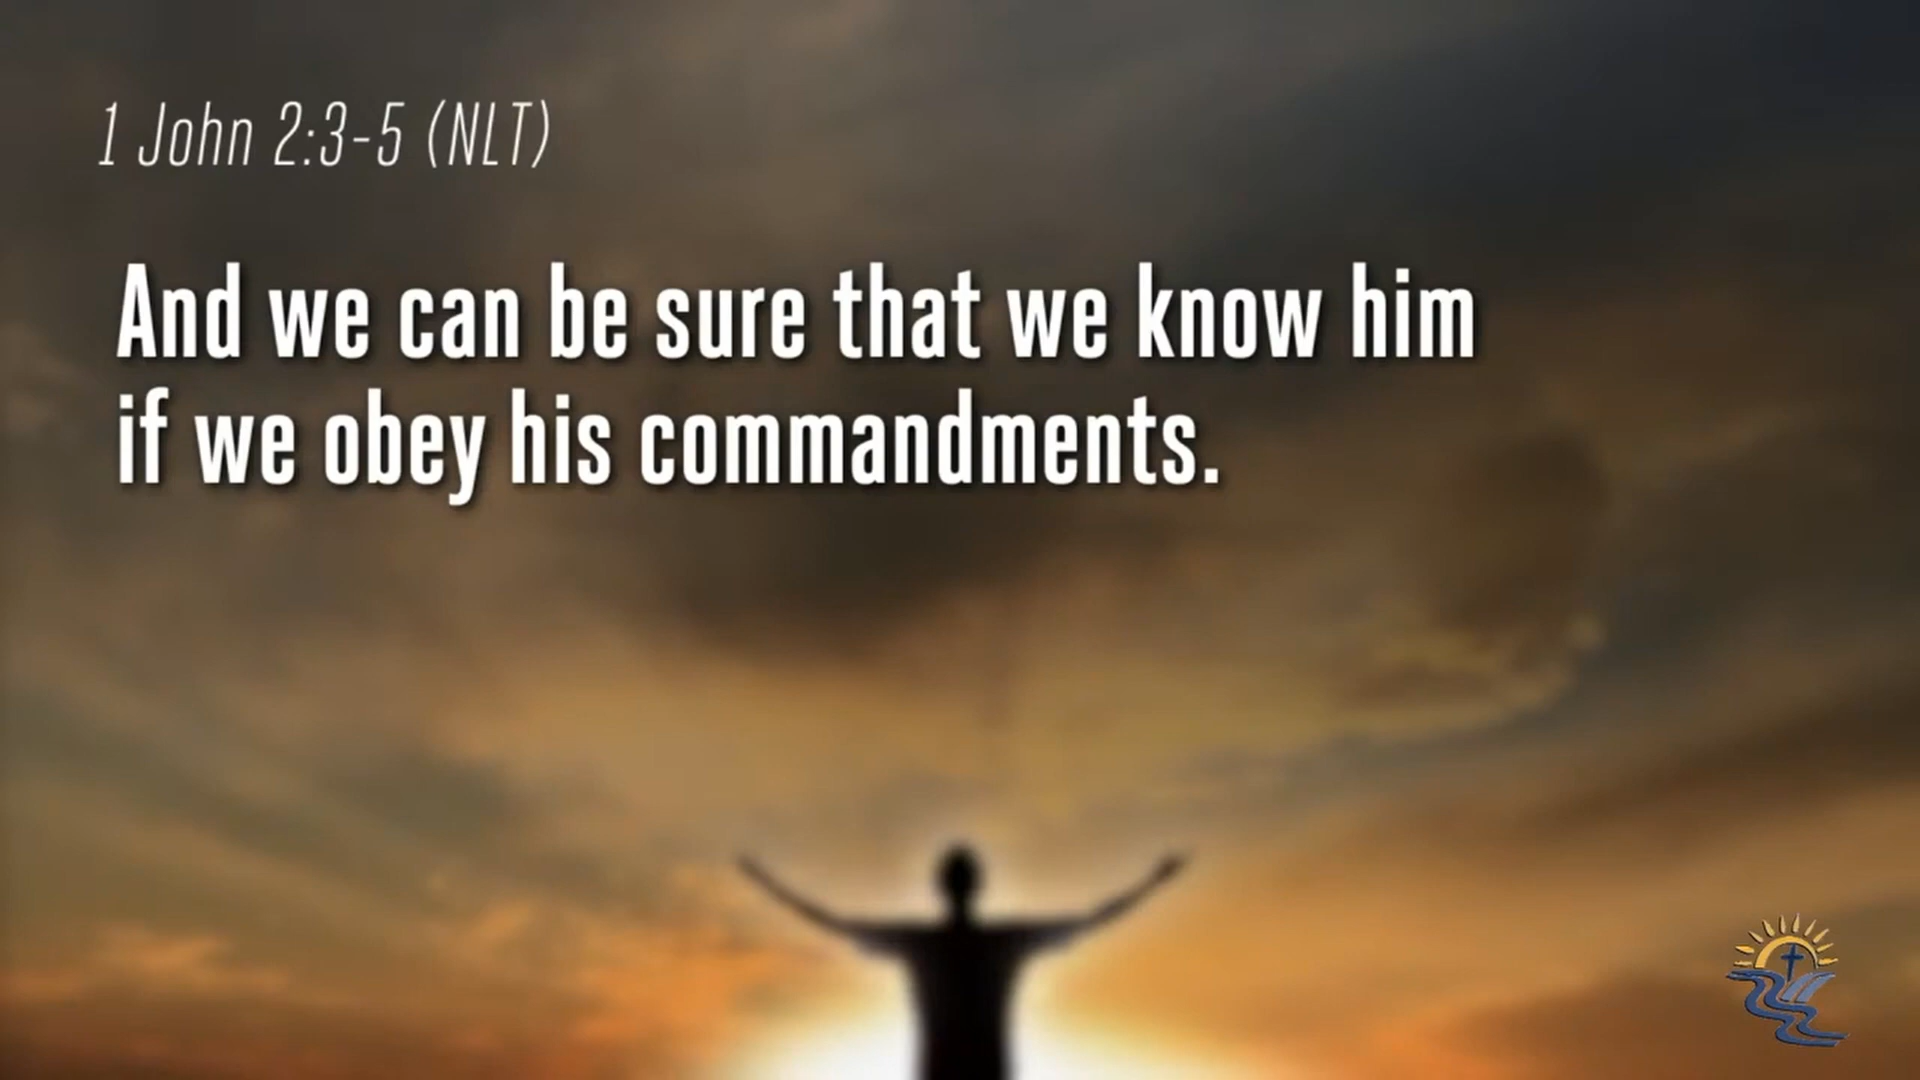 1 John 2:3-5 (NLT)
And we can be sure that we know him
if we obey his commandments.